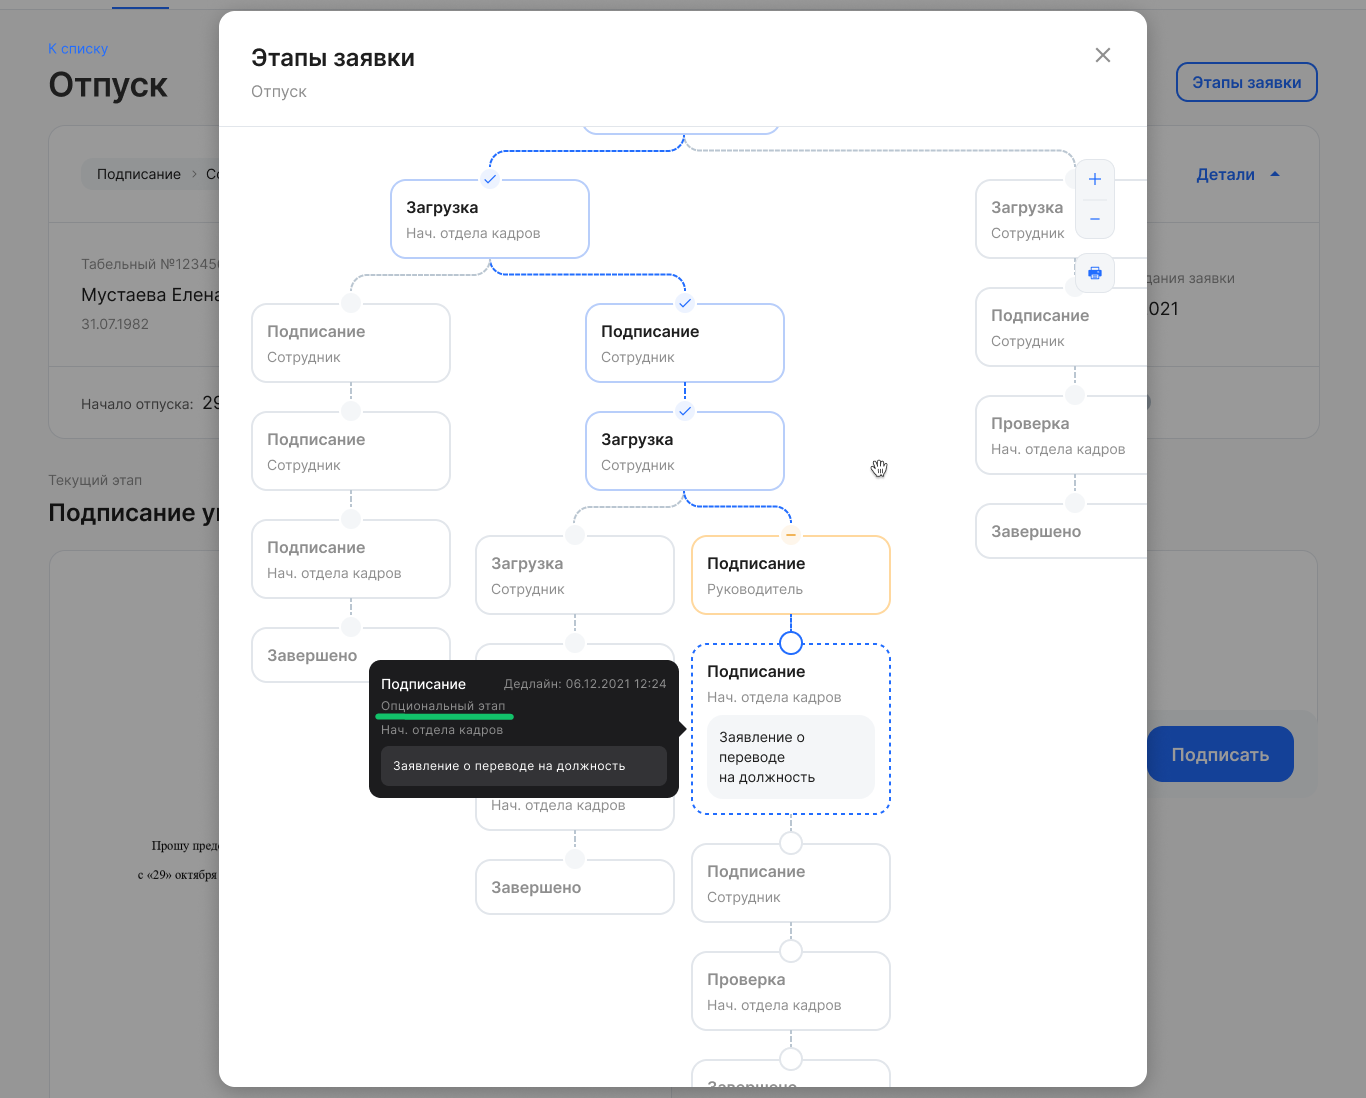 К списку
Отпуск
Этапы заявки
Подписание
Детали
Табельный
Мустаева Елена
31.07.1982
дания заявки
021
Начало отпуска: 29
Текущий этап
Подписание
Подписать
Прошу
с «29» октября
Этапы заявки
Отпуск
Загрузка
Нач. отдела кадров
Загрузка
Сотрудник
Подписание
Сотрудник
Подписание
Сотрудник
Подписание
Сотрудник
Подписание
Сотрудник
Загрузка
Сотрудник
Проверка
Нач. отдела кадров
Подписание
Нач. отдела кадров
Загрузка
Сотрудник
Подписание
Руководитель
Завершено
Завершено
Подписание
Нач. отдела кадров
Заявление о
переводе
на должность
Подписание Дедлайн: 06.12.2021 12:24
Опциональный этап
Нач. отдела кадров
Заявление о переводе на должность
Нач. отдела кадров
Завершено
Подписание
Сотрудник
Проверка
Нач. отдела кадров
Завершено